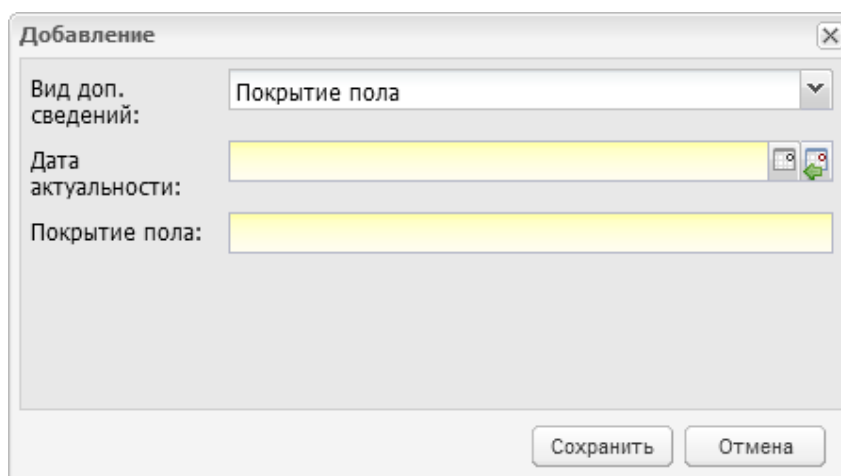 Добавление
Вид доп.
сведений:
Покрытие пола
Дата
актуальности:
Покрытие пола:
Сохранить
Отмена